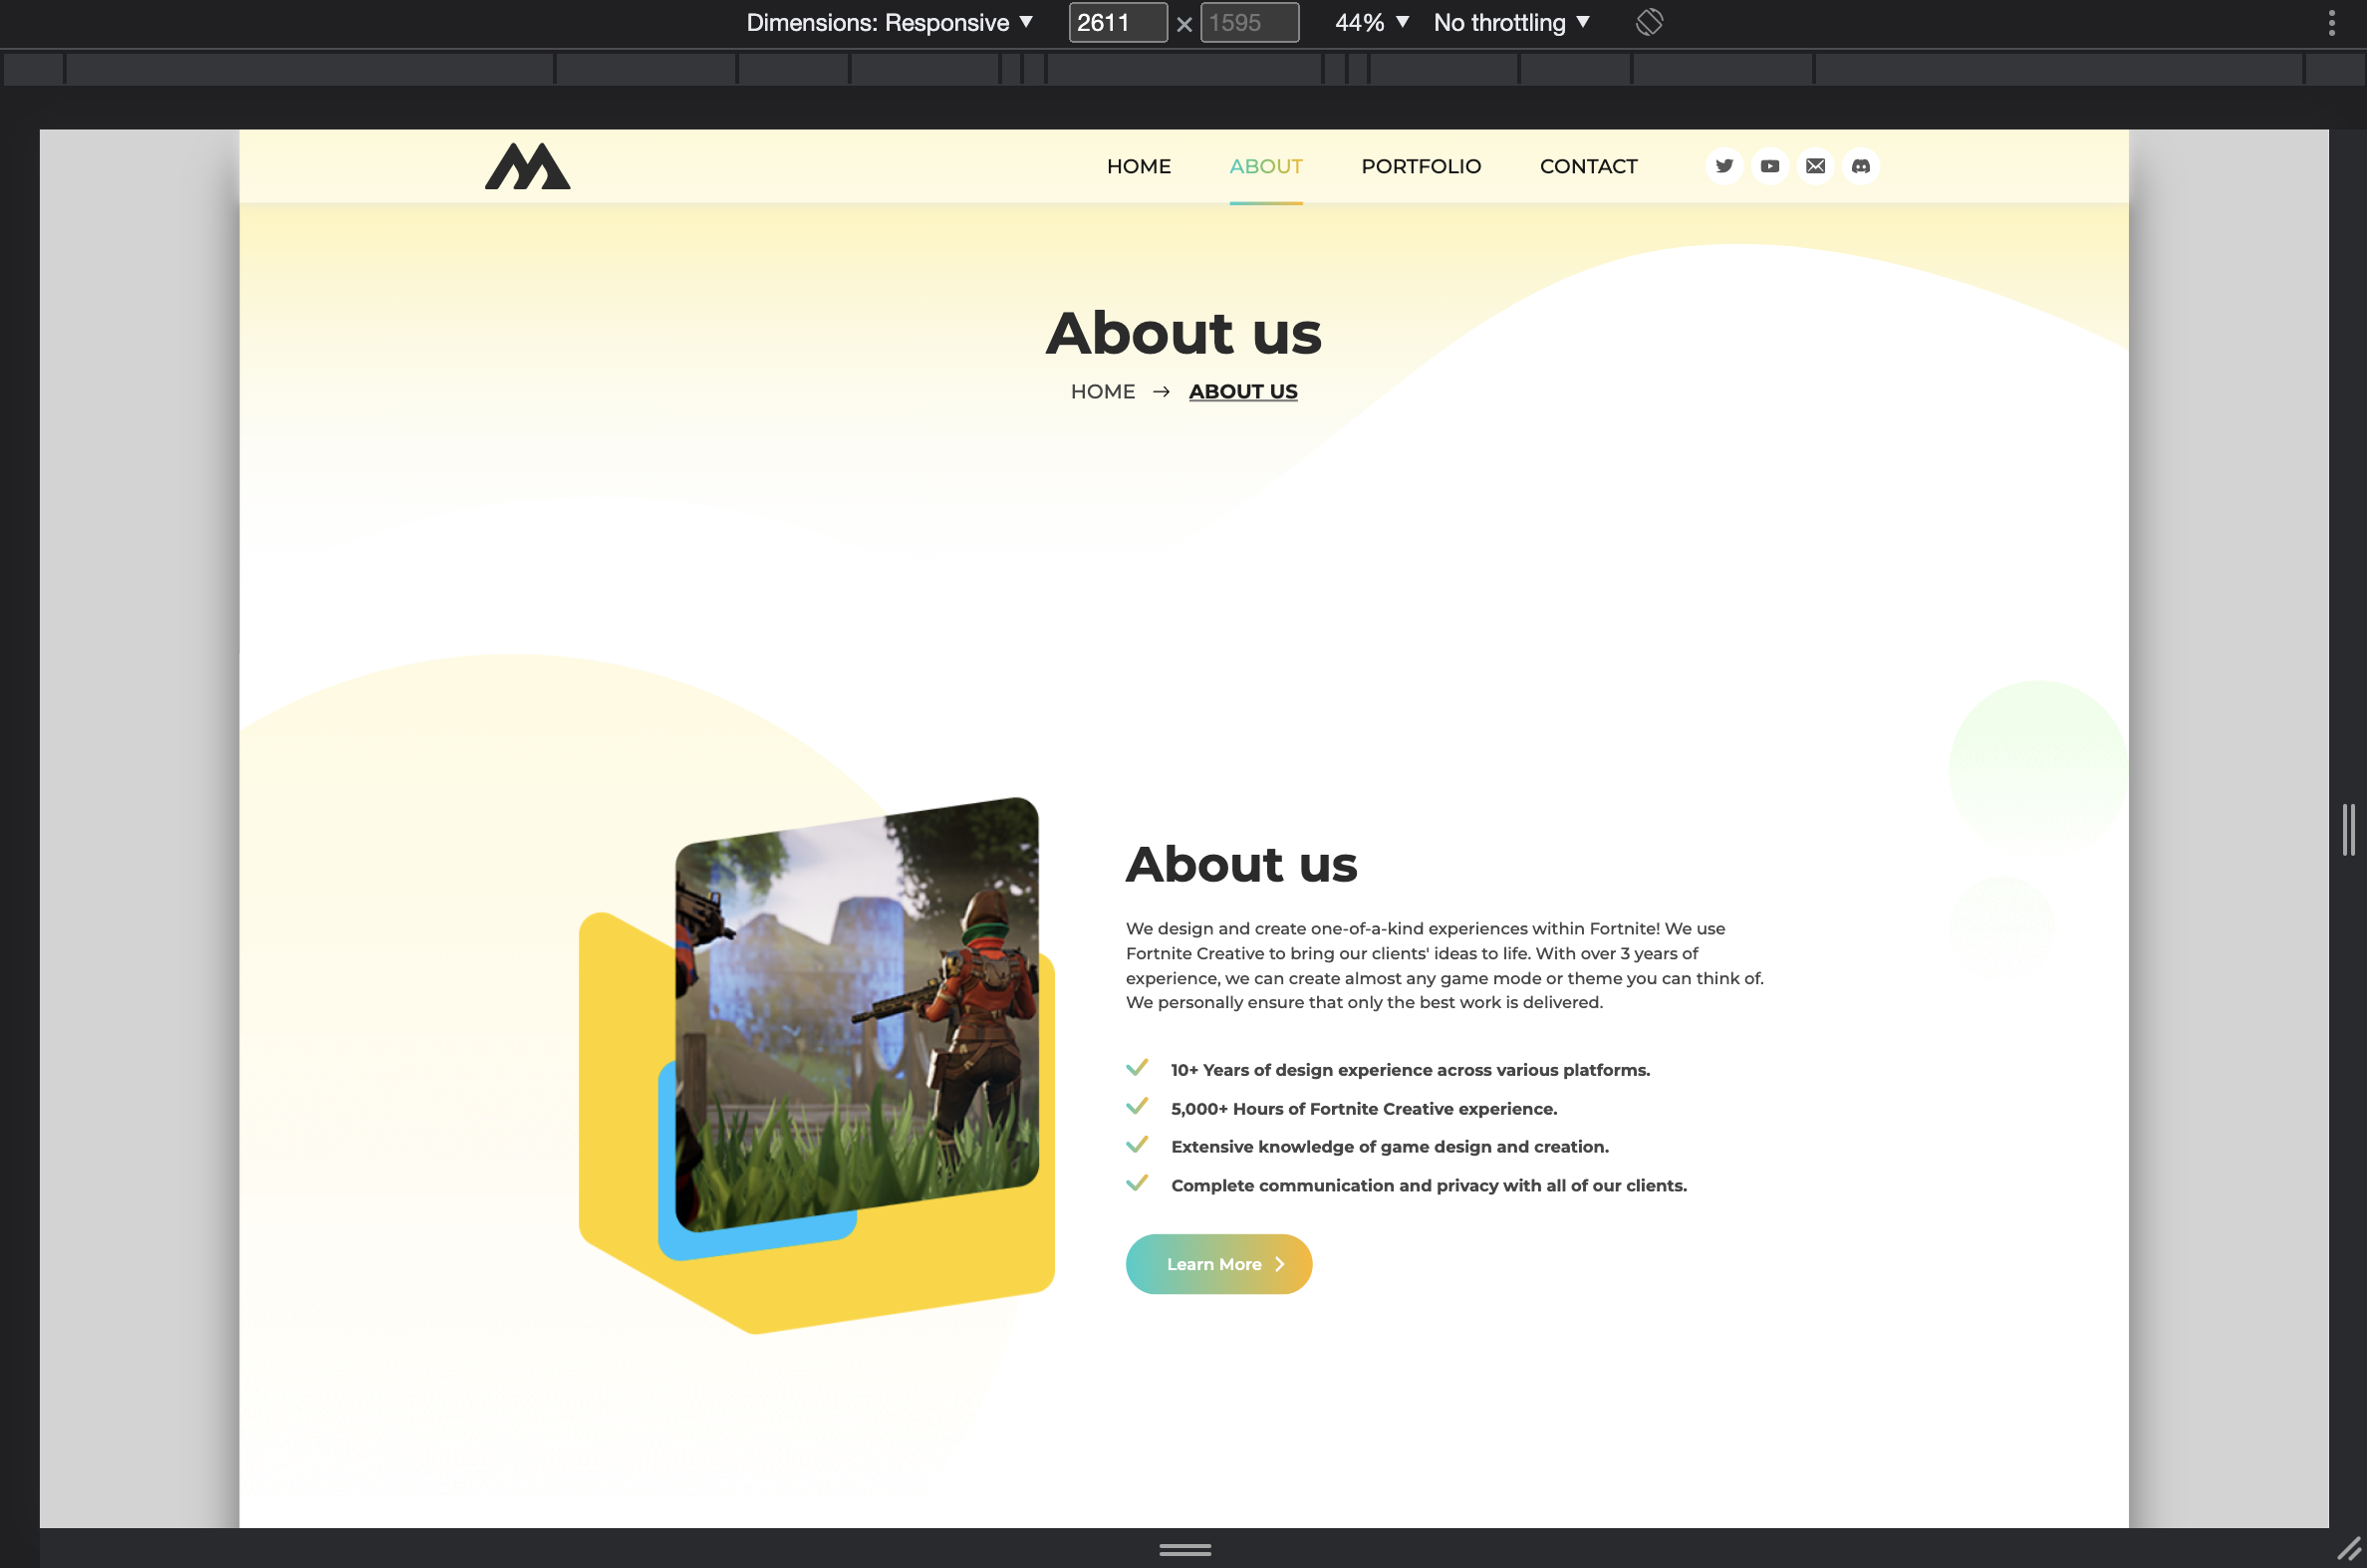 Dimensions: Responsive ▼ 2611 × 1595 44% ▼ No throttling ▼
HOME ABOUT PORTFOLIO CONTACT
About us
HOME → ABOUT US
About us
We design and create one-of-a-kind experiences within Fortnite! We use
Fortnite Creative to bring our clients' ideas to life. With over 3 years of
experience, we can create almost any game mode or theme you can think of.
We personally ensure that only the best work is delivered.
10+ Years of design experience across various platforms.
5,000+ Hours of Fortnite Creative experience.
Extensive knowledge of game design and creation.
Complete communication and privacy with all of our clients.
Learn More